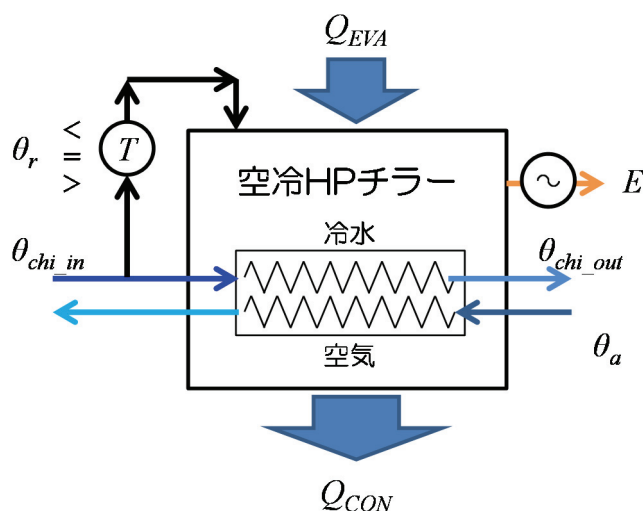 Q_EVA
<
θ_r = T
>
空冷HPチラー
~ E
冷水
θ_chi_in
θ_chi_out
空気
θ_a
Q_CON